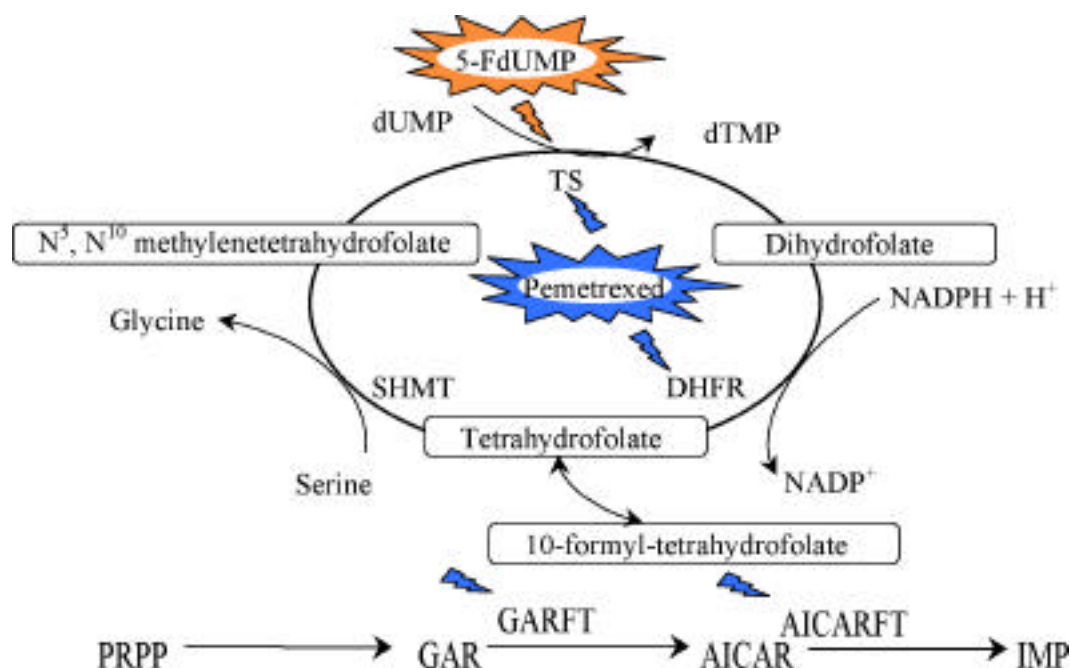 5-FdUMP
dUMP
dTMP
TS
N⁵, N¹⁰ methylenetetrahydrofolate
Dihydrofolate
Pemetrexed
NADPH + H⁺
Glycine
SHMT
DHFR
Tetrahydrofolate
Serine
NADP⁺
10-formyl-tetrahydrofolate
GARFT
AICARFT
PRPP
GAR
AICAR
IMP